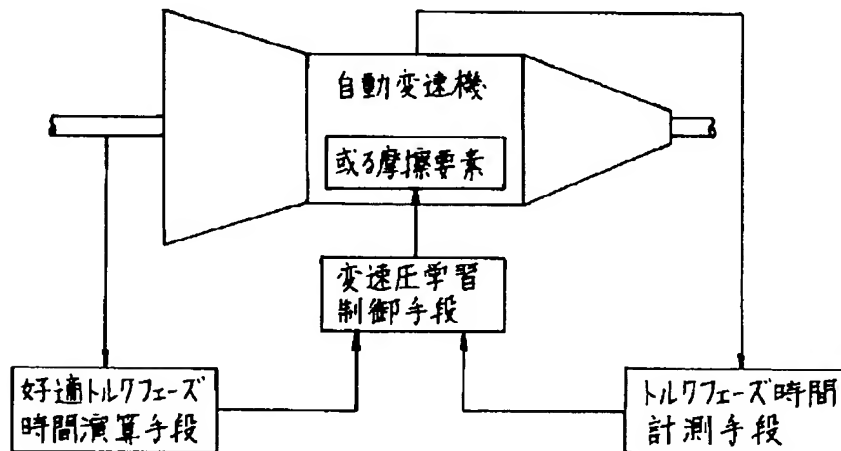 自動変速機
或る摩擦要素
変速圧学習
制御手段
好適トルクフェーズ
時間演算手段
トルクフェーズ時間
計測手段